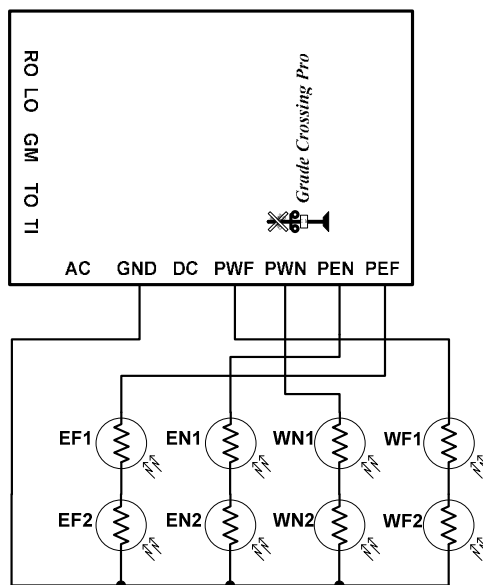 RO LO GM TO TI
Grade Crossing Pro
AC GND DC PWF PWN PEN PEF
EF1 EN1 WN1 WF1
EF2 EN2 WN2 WF2